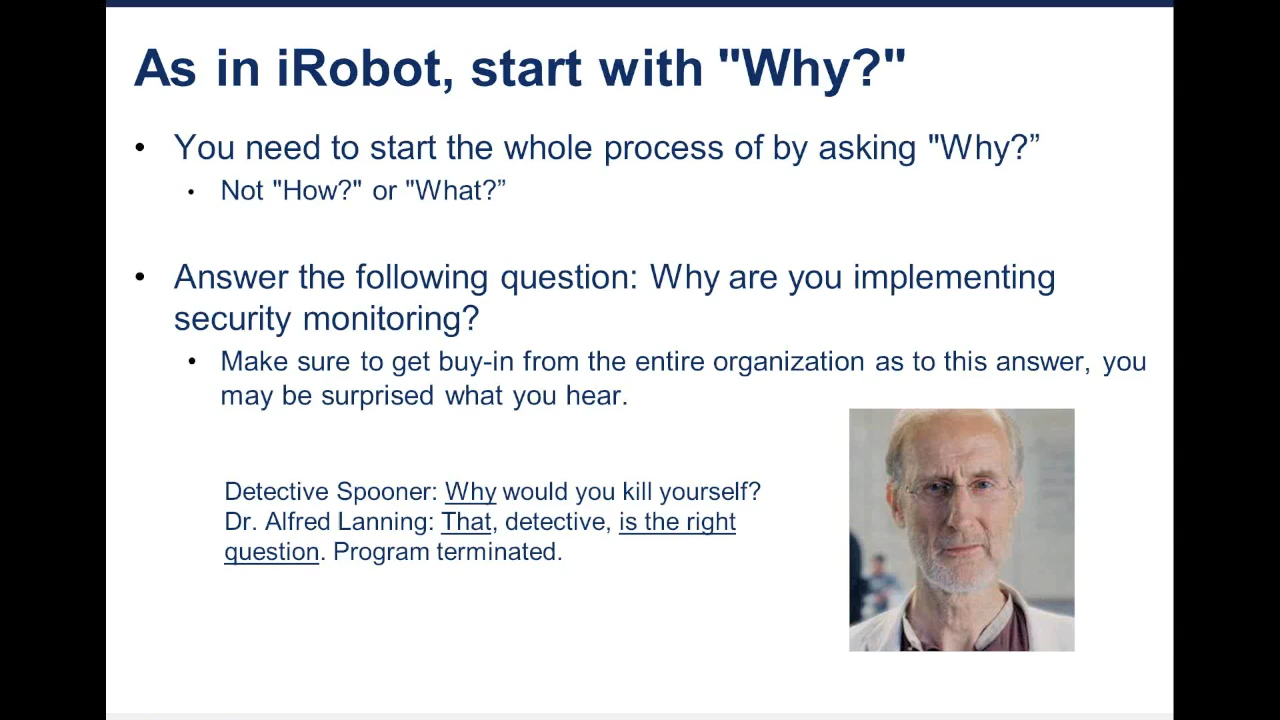 As in iRobot, start with "Why?"
• You need to start the whole process of by asking "Why?”
• Not "How?" or "What?”
• Answer the following question: Why are you implementing
security monitoring?
• Make sure to get buy-in from the entire organization as to this answer, you
may be surprised what you hear.
Detective Spooner: Why would you kill yourself?
Dr. Alfred Lanning: That, detective, is the right
question. Program terminated.